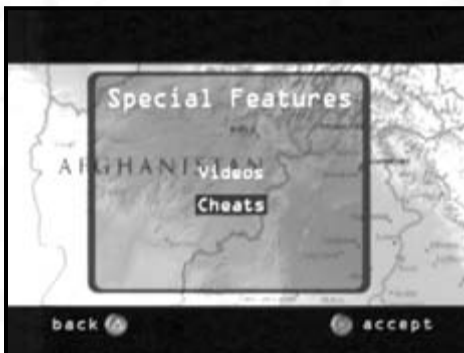 Special Features
AFGHANISTAN
Videos
Cheats
back
accept